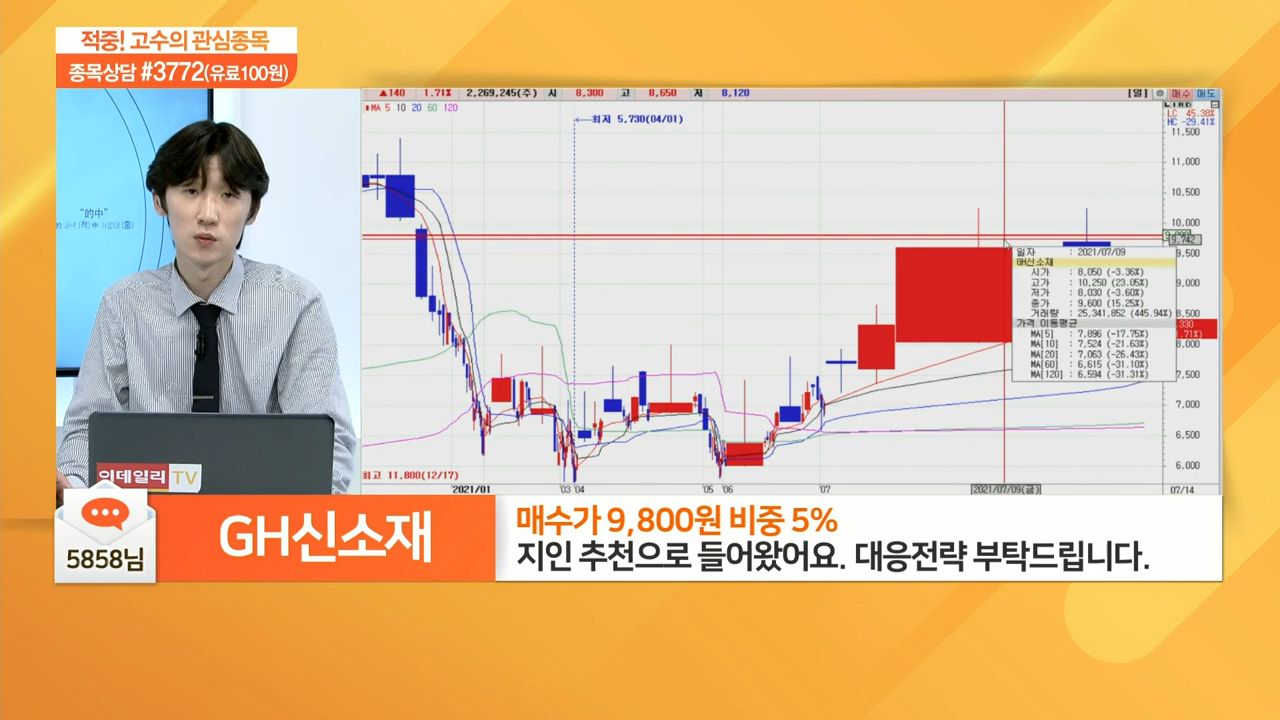 적중! 고수의 관심종목
종목상담 #3772(유료100원)
"的中"
▲140 1.71% 2,269,245(주) 시 8,300 고 8,650 저 8,120
[일] 매수 매도
MA 5 10 20 60 120
LC 45.38%
HC -29.41%
←최저 5,730(04/01)
11,500
11,000
10,500
10,000
9,742
9,500
9,000
8,500
8,000
7,500
7,000
6,500
6,000
일자 : 2021/07/09
GH신소재
시가 : 8,050 (-3.36%)
고가 : 10,250 (23.05%)
저가 : 8,030 (-3.60%)
종가 : 9,600 (15.25%)
거래량 : 25,341,852 (445.94%)
가격 이동평균
MA[5] : 7,896 (-17.75%)
MA[10] : 7,524 (-21.63%)
MA[20] : 7,063 (-26.43%)
MA[60] : 6,615 (-31.10%)
MA[120] : 6,594 (-31.31%)
최고 11,800(12/17)
2021/01 '03 '04 '05 '06 '07 2021/07/09(금) 07/14
이데일리 TV
5858님
GH신소재
매수가 9,800원 비중 5%
지인 추천으로 들어왔어요. 대응전략 부탁드립니다.